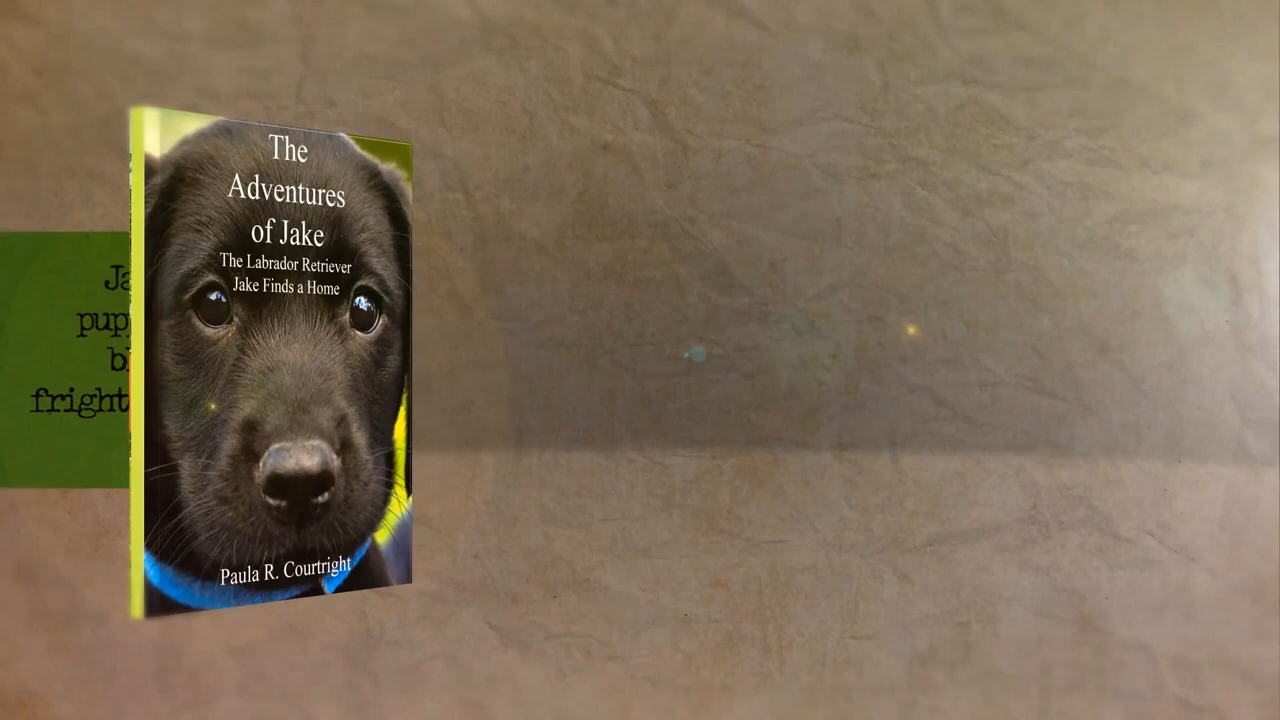 The
Adventures
of Jake
The Labrador Retriever
Jake Finds a Home
Paula R. Courtright